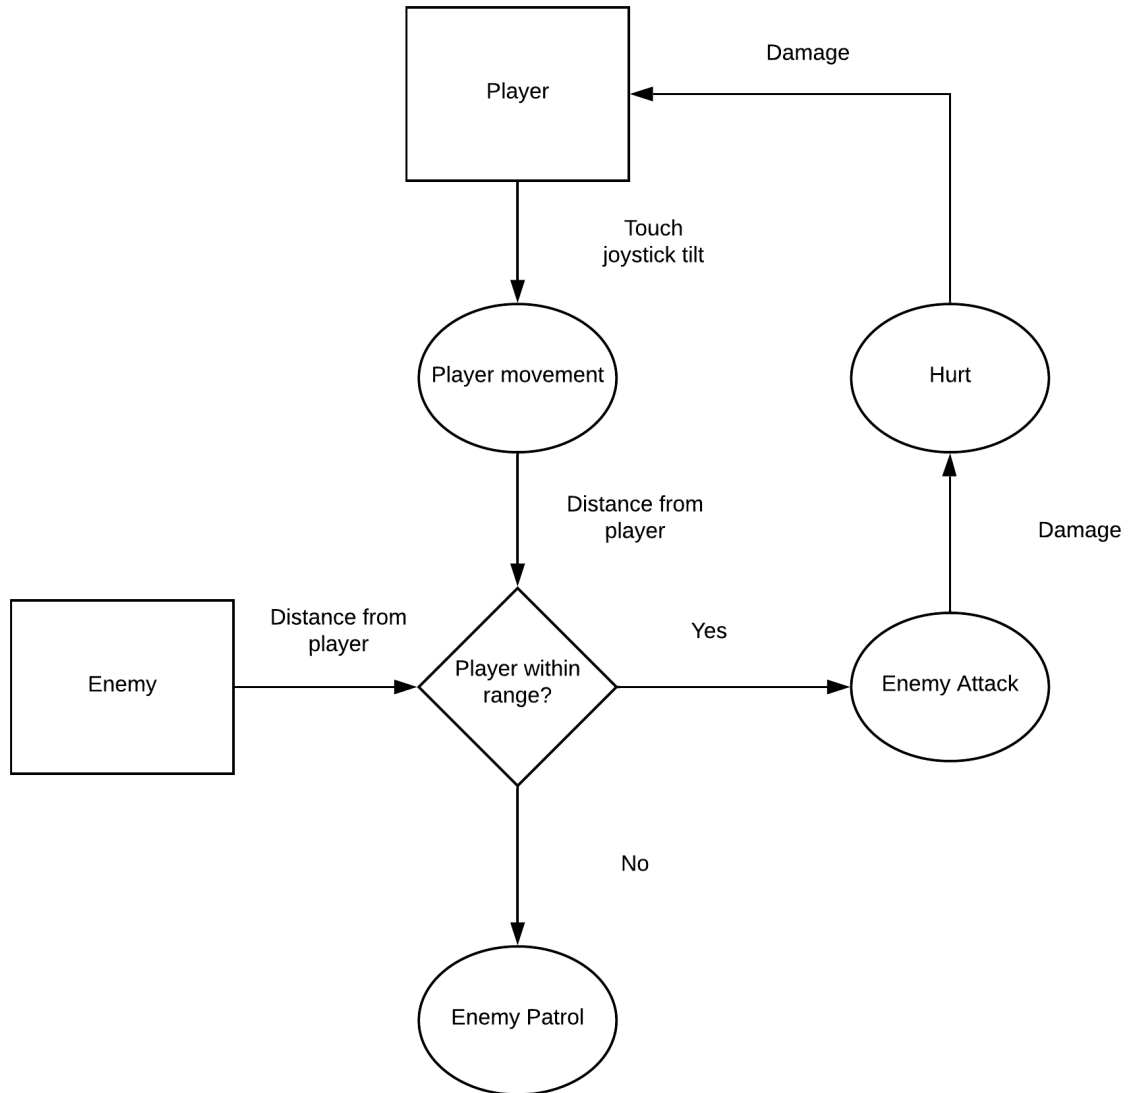 Damage
Player
Touch
joystick tilt
Player movement
Hurt
Distance from
player
Damage
Distance from
player
Yes
Enemy
Player within
range?
Enemy Attack
No
Enemy Patrol